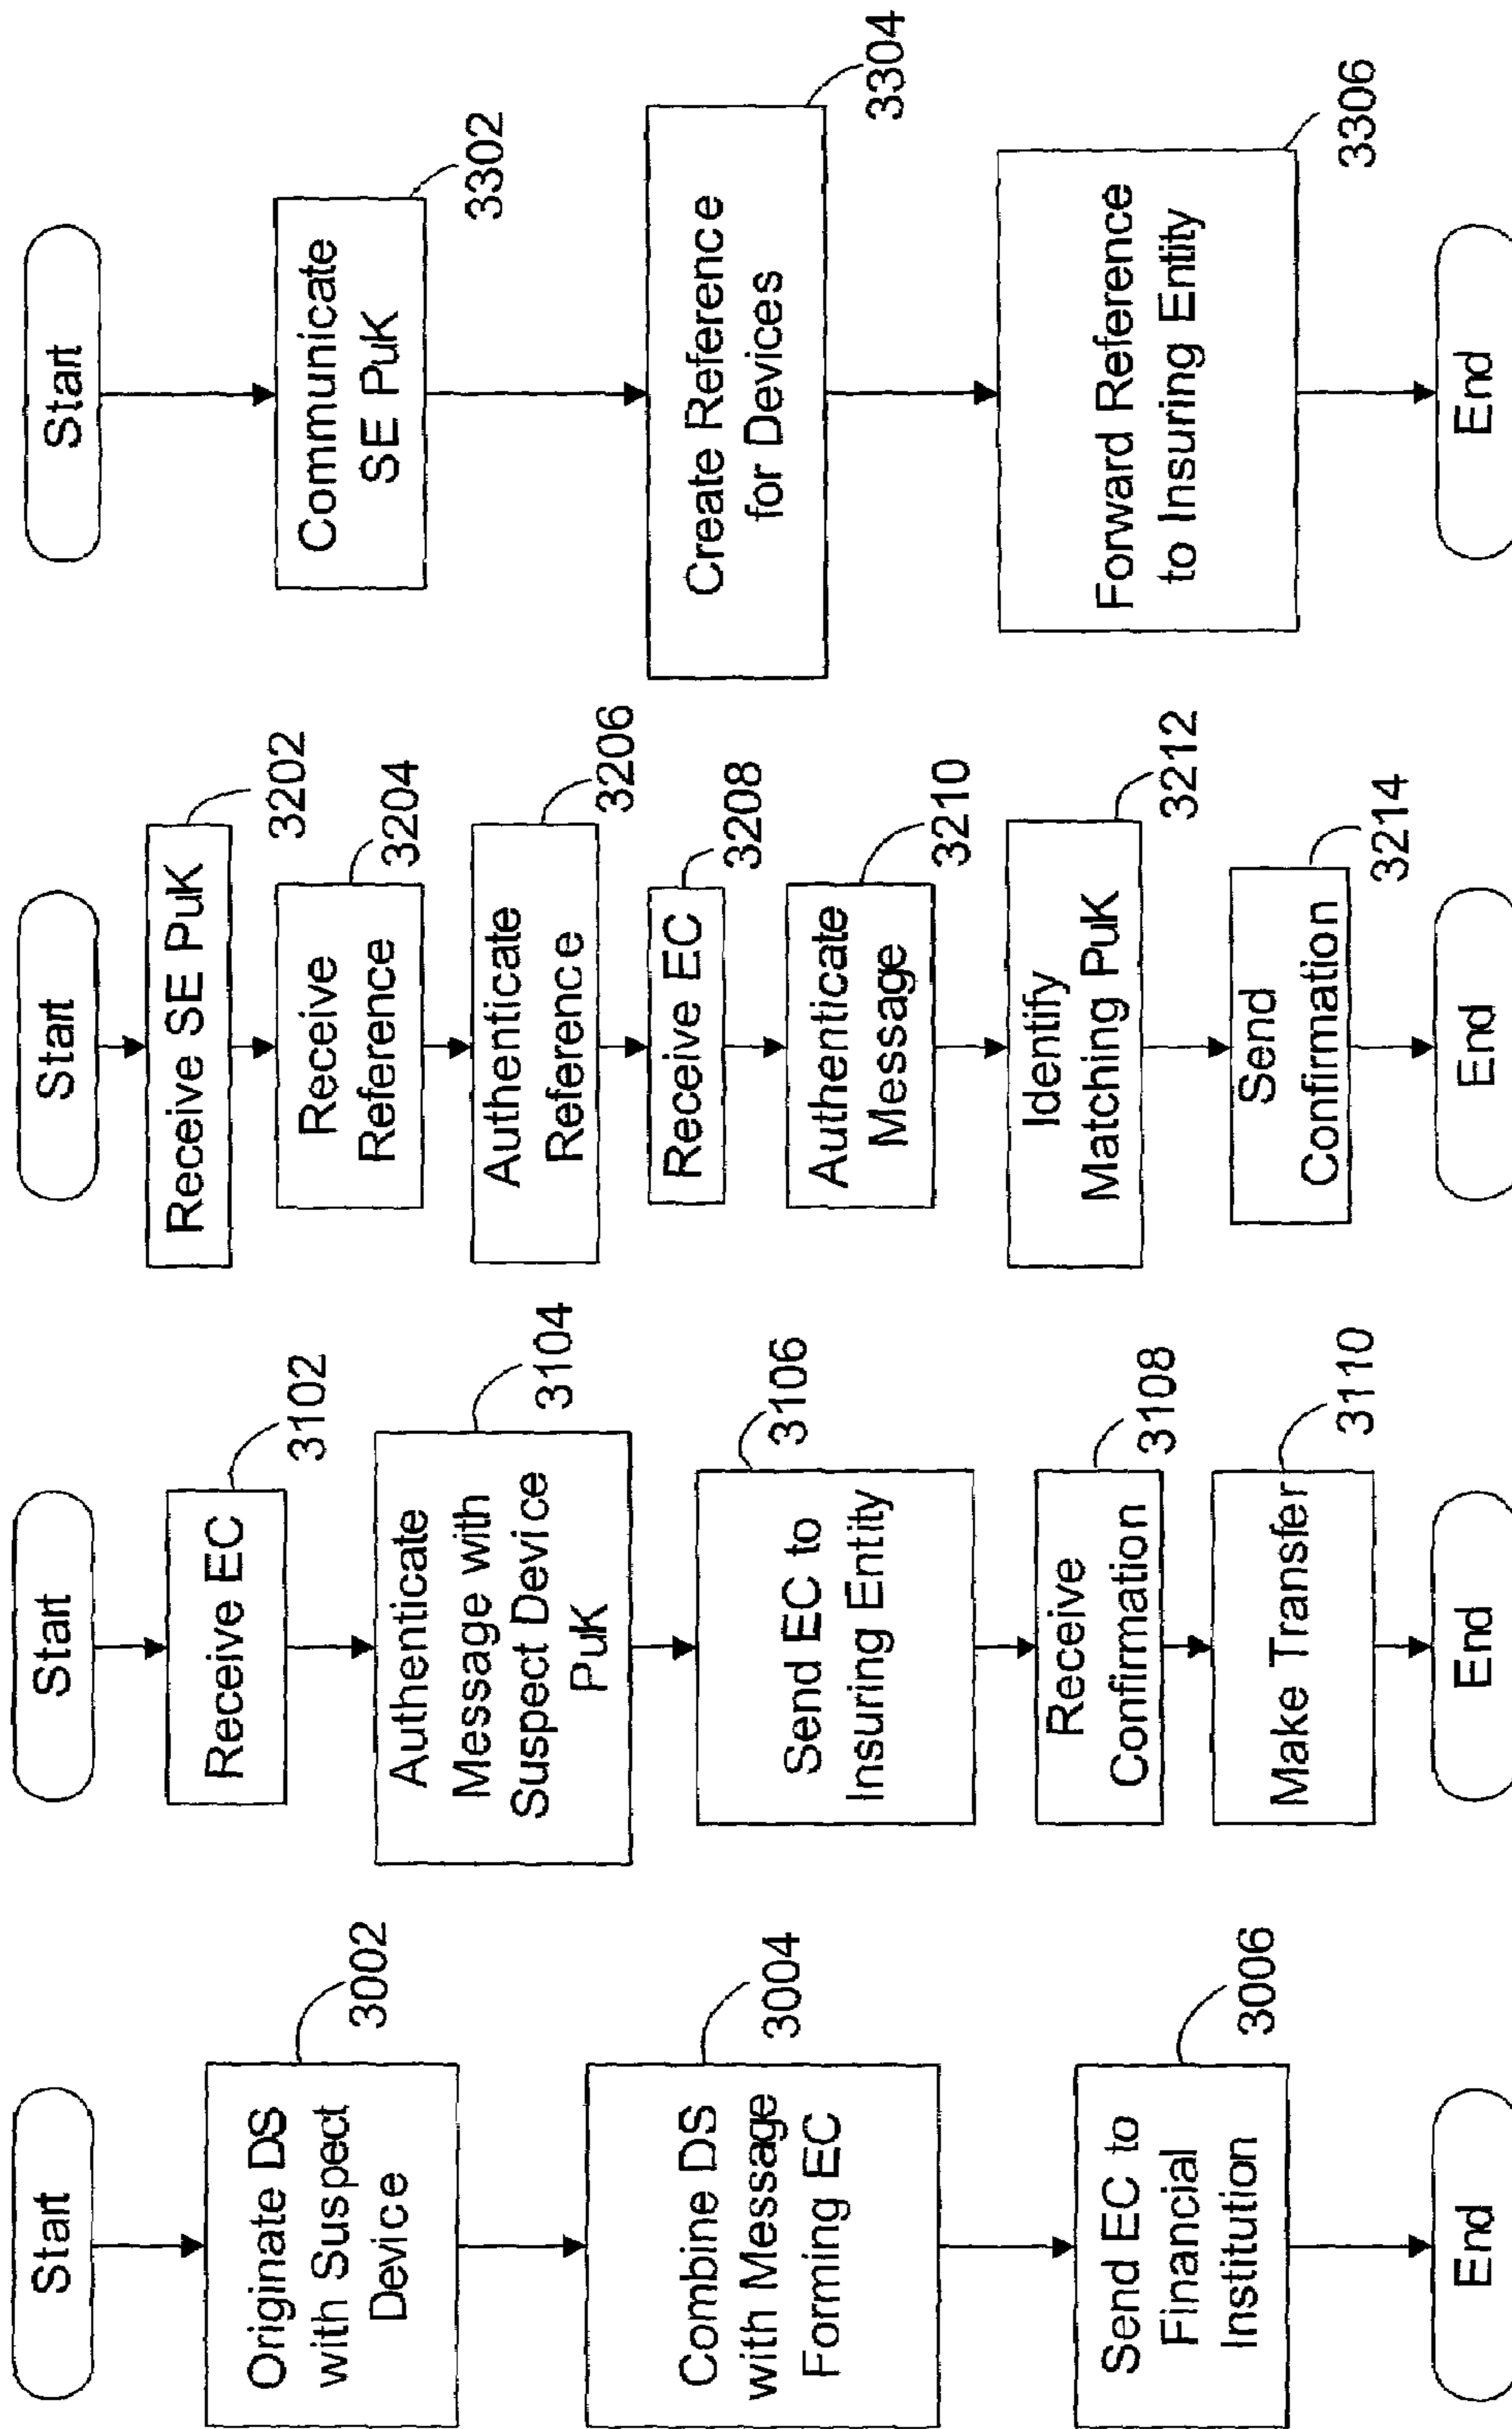 Start
Originate DS
with Suspect
Device
3002
Combine DS
with Message
Forming EC
3004
Send EC to
Financial
Institution
3006
End
Start
Receive EC
3102
Authenticate
Message with
Suspect Device
PuK
3104
Send EC to
Insuring Entity
3106
Receive
Confirmation
3108
Make Transfer
3110
End
Start
Receive SE PuK
3202
Receive
Reference
3204
Authenticate
Reference
3206
Receive EC
3208
Authenticate
Message
3210
Identify
Matching PuK
3212
Send
Confirmation
3214
End
Start
Communicate
SE PuK
3302
Create Reference
for Devices
3304
Forward Reference
to Insuring Entity
3306
End